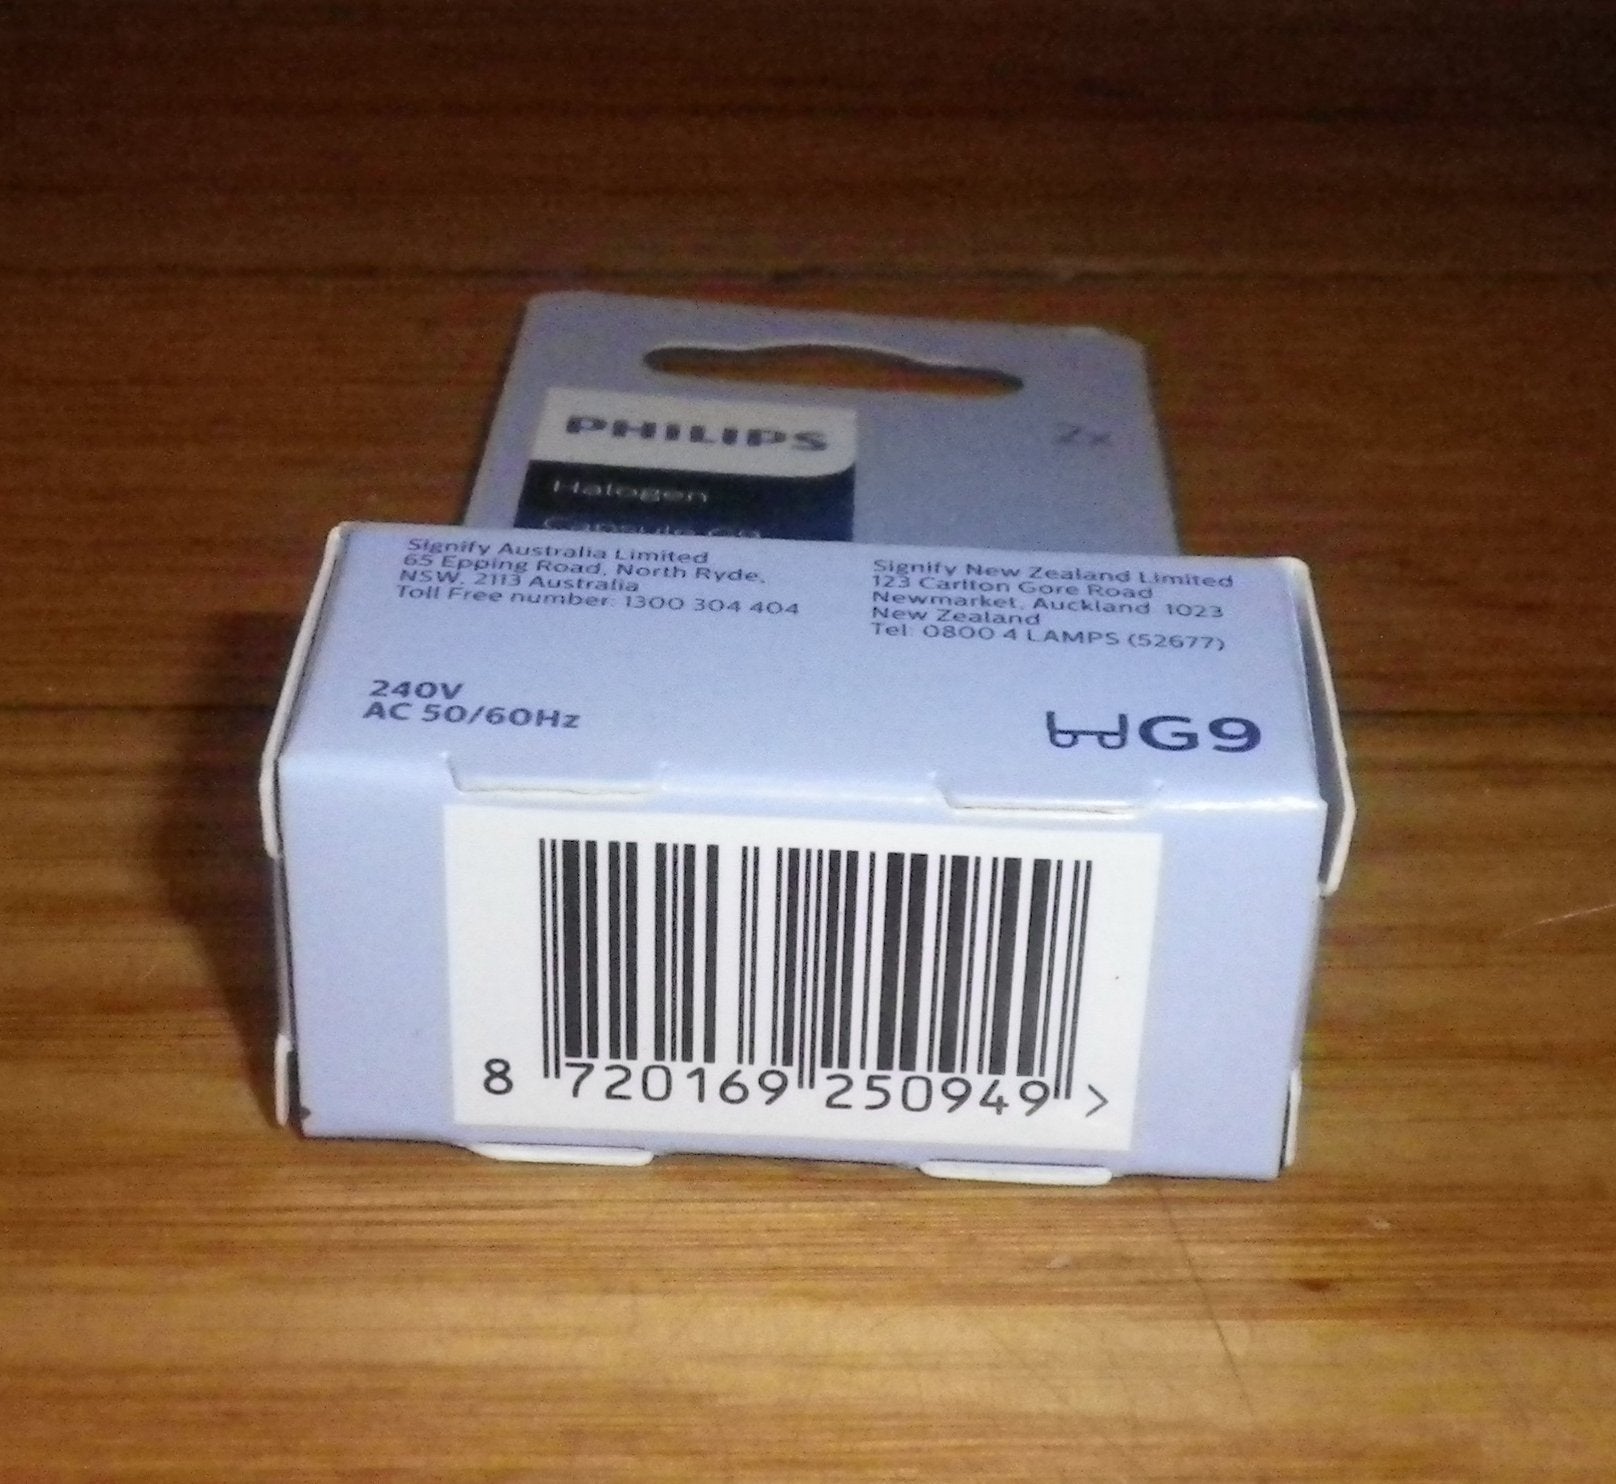 PHILIPS
2x
Halogen
Capsule G9
Signify Australia Limited
65 Epping Road, North Ryde,
NSW, 2113 Australia
Toll Free number: 1300 304 404
Signify New Zealand Limited
123 Carlton Gore Road
Newmarket, Auckland 1023
New Zealand
Tel: 0800 4 LAMPS (52677)
240V
AC 50/60Hz
G9
8 720169 250949 >